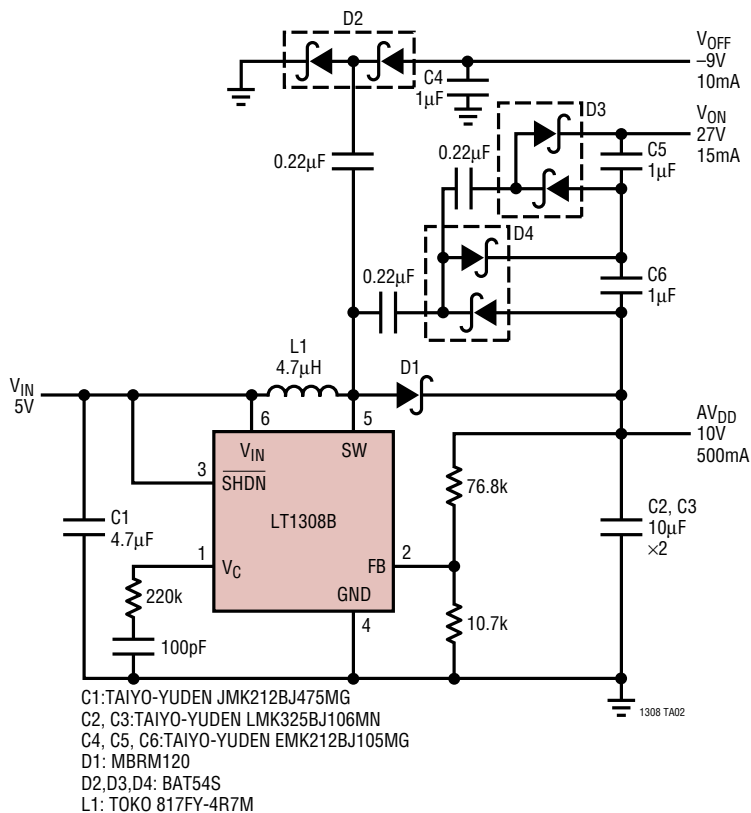 D2
VOFF
–9V
10mA
C4
1μF
D3
VON
27V
15mA
0.22μF
0.22μF
C5
1μF
D4
0.22μF
C6
1μF
L1
4.7μH
D1
VIN
5V
6
5
AVDD
10V
500mA
VIN
SW
3
SHDN
76.8k
LT1308B
C1
4.7μF
C2, C3
10μF
×2
1
VC
FB
2
GND
220k
4
10.7k
100pF
1308 TA02
C1:TAIYO-YUDEN JMK212BJ475MG
C2, C3:TAIYO-YUDEN LMK325BJ106MN
C4, C5, C6:TAIYO-YUDEN EMK212BJ105MG
D1: MBRM120
D2,D3,D4: BAT54S
L1: TOKO 817FY-4R7M